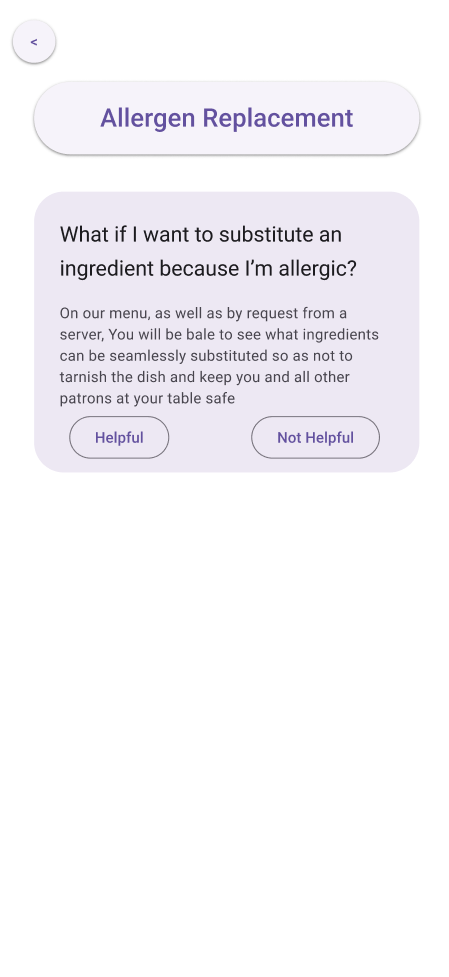 <
Allergen Replacement
What if I want to substitute an
ingredient because I’m allergic?
On our menu, as well as by request from a
server, You will be bale to see what ingredients
can be seamlessly substituted so as not to
tarnish the dish and keep you and all other
patrons at your table safe
Helpful
Not Helpful